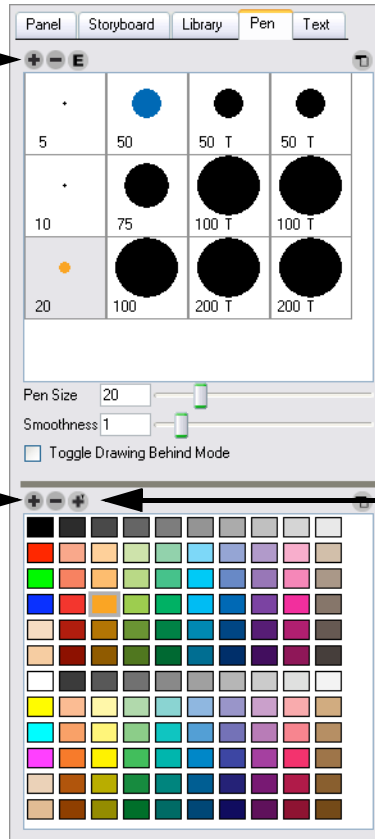 Panel Storyboard Library Pen Text
E
5 50 50 T 50 T
10 75 100 T 100 T
20 100 200 T 200 T
Pen Size 20
Smoothness 1
Toggle Drawing Behind Mode